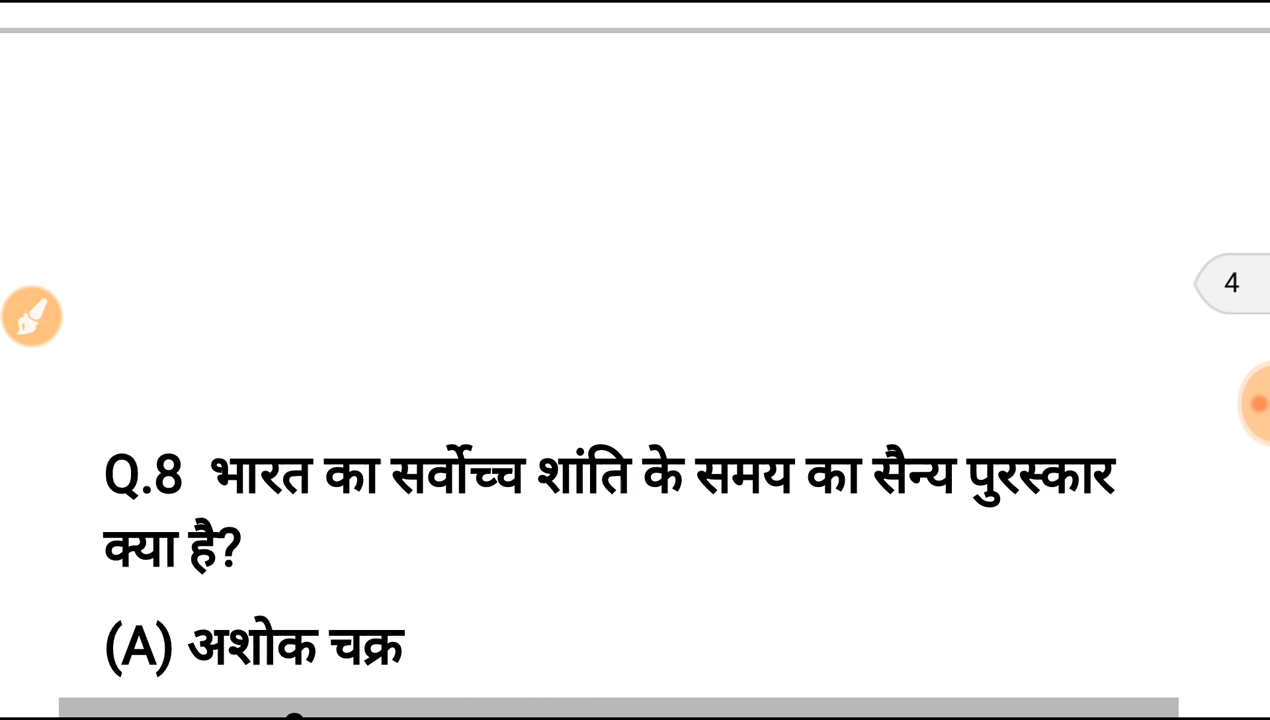 4
Q.8 भारत का सर्वोच्च शांति के समय का सैन्य पुरस्कार
क्या है?
(A) अशोक चक्र